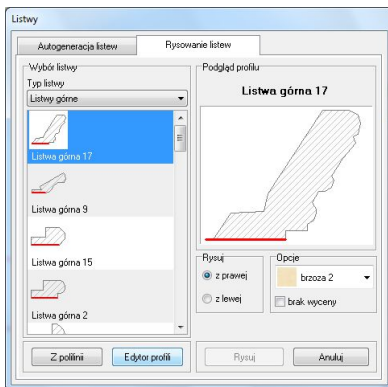 Listwy
Autogeneracja listew
Rysowanie listew
Wybór listwy
Typ listwy
Listwy górne
Listwa górna 17
Listwa górna 9
Listwa górna 15
Listwa górna 2
Z polilinii
Edytor profili
Podgląd profilu
Listwa górna 17
Rysuj
z prawej
z lewej
Opcje
brzoza 2
brak wyceny
Rysuj
Anuluj